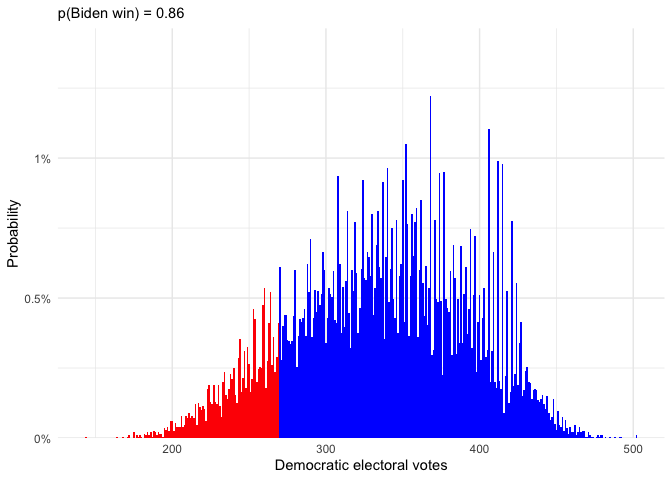 p(Biden win) = 0.86
Probability
1%
0.5%
0%
200
300
400
500
Democratic electoral votes